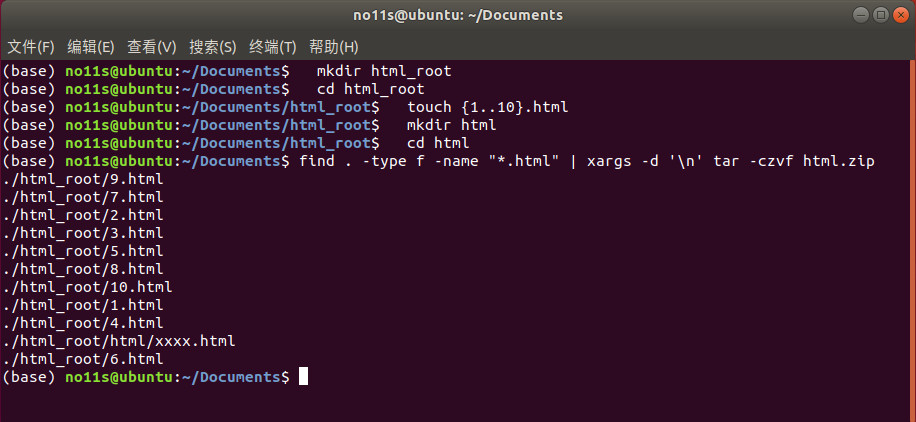 no11s@ubuntu: ~/Documents
文件(F) 编辑(E) 查看(V) 搜索(S) 终端(T) 帮助(H)
(base) no11s@ubuntu:~/Documents$   mkdir html_root
(base) no11s@ubuntu:~/Documents$   cd html_root
(base) no11s@ubuntu:~/Documents/html_root$   touch {1..10}.html
(base) no11s@ubuntu:~/Documents/html_root$   mkdir html
(base) no11s@ubuntu:~/Documents/html_root$   cd html
(base) no11s@ubuntu:~/Documents$ find . -type f -name "*.html" | xargs -d '\n' tar -czvf html.zip
./html_root/9.html
./html_root/7.html
./html_root/2.html
./html_root/3.html
./html_root/5.html
./html_root/8.html
./html_root/10.html
./html_root/1.html
./html_root/4.html
./html_root/html/xxxx.html
./html_root/6.html
(base) no11s@ubuntu:~/Documents$